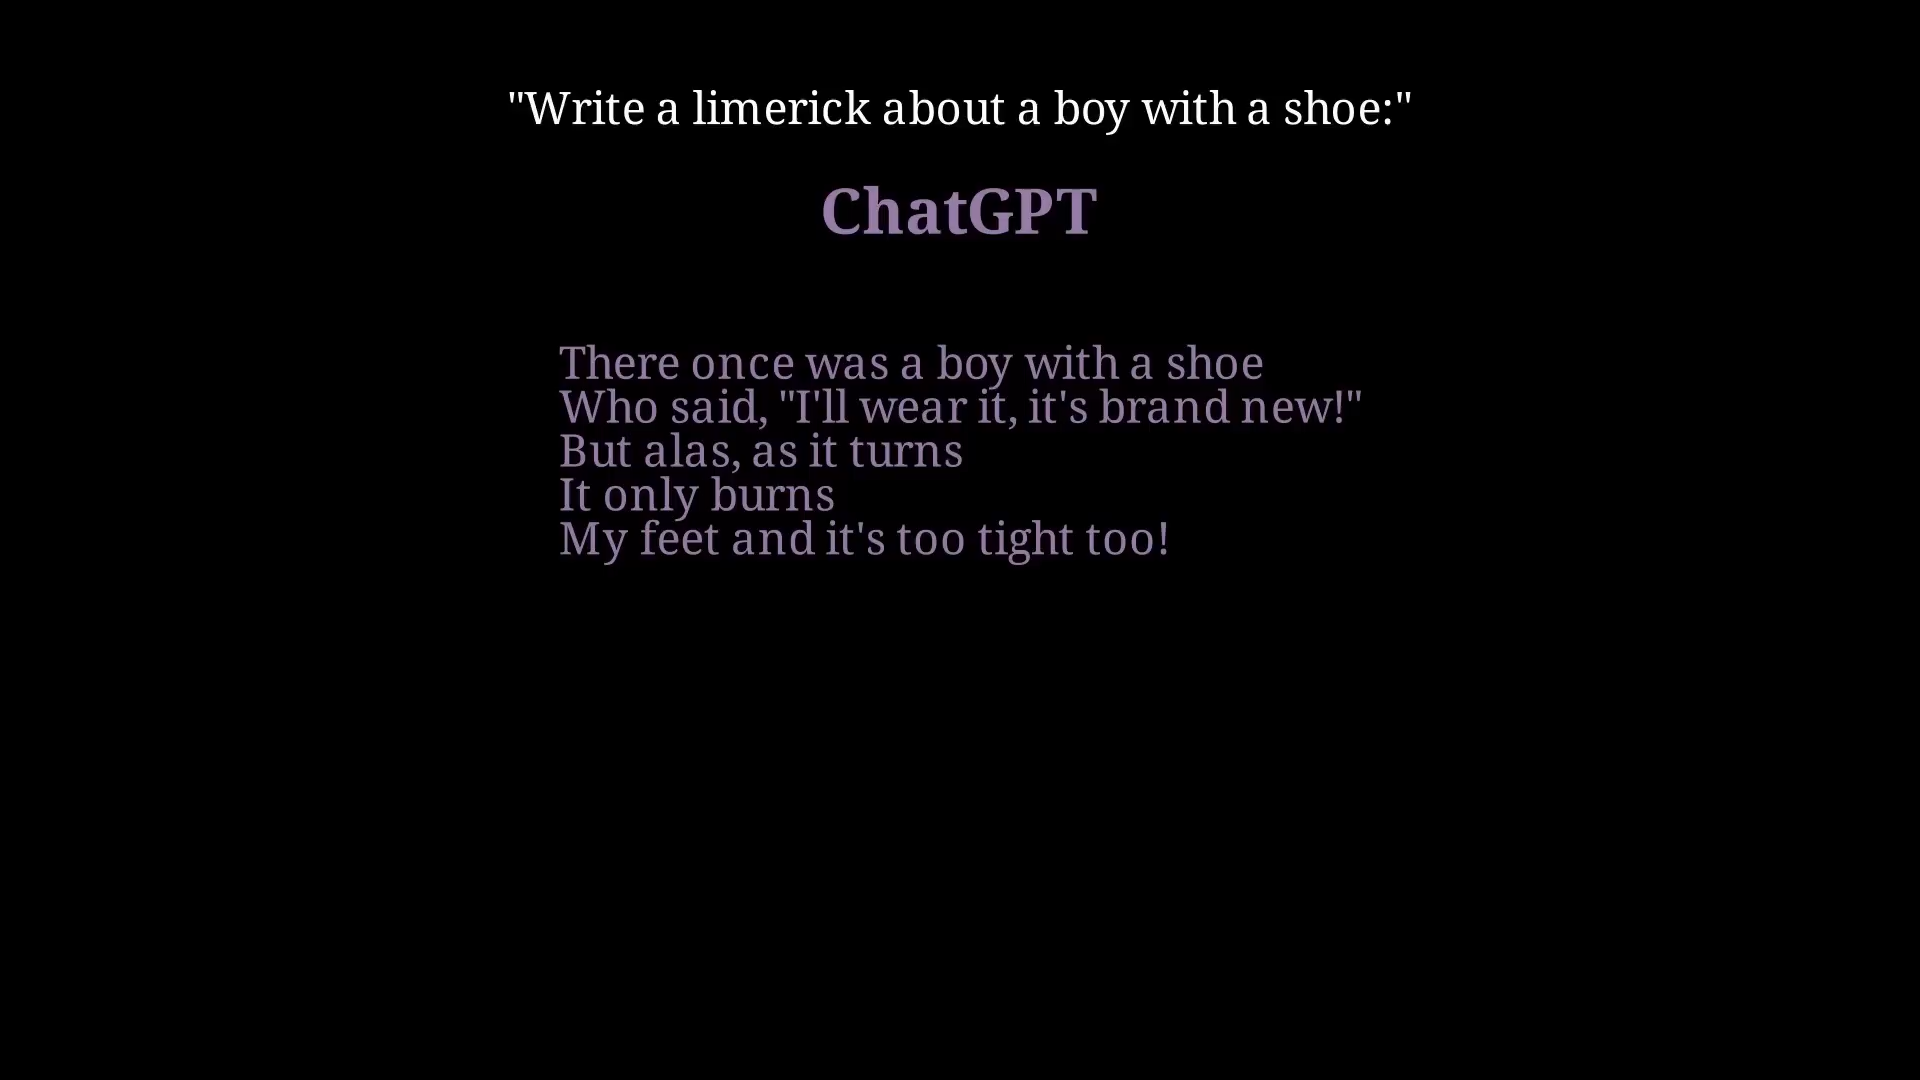 "Write a limerick about a boy with a shoe:"
ChatGPT
There once was a boy with a shoe
Who said, "I'll wear it, it's brand new!"
But alas, as it turns
It only burns
My feet and it's too tight too!